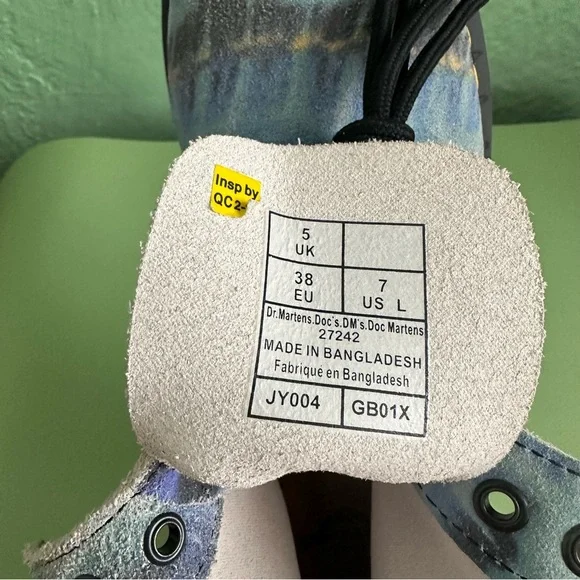 Insp by
QC 2-
5
UK
38
EU
7
US L
Dr.Martens.Doc's.DM's.Doc Martens
27242
MADE IN BANGLADESH
Fabrique en Bangladesh
JY004
GB01X